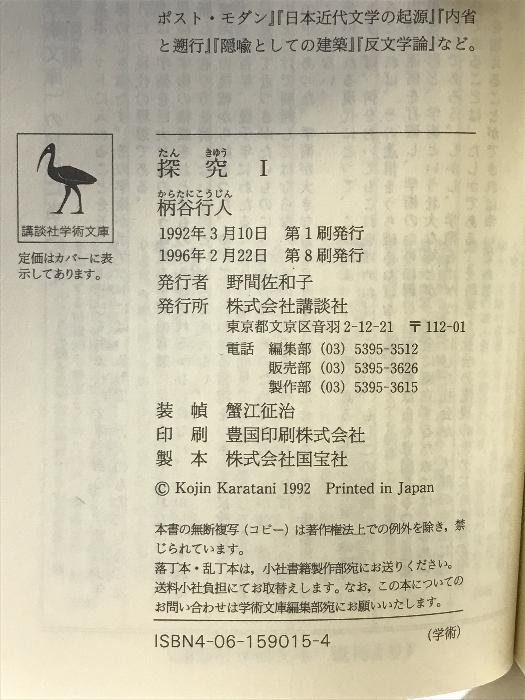 ポスト・モダン』『日本近代文学の起源』『内省
と遡行』『隠喩としての建築』『反文学論』など。
たん きゆう
探 究 I
からたにこうじん
柄谷行人
1992年3月10日 第1刷発行
1996年2月22日 第8刷発行
講談社学術文庫
定価はカバーに表
示してあります。
発行者 野間佐和子
発行所 株式会社講談社
東京都文京区音羽 2-12-21 〒112-01
電話 編集部 (03) 5395-3512
販売部 (03) 5395-3626
製作部 (03) 5395-3615
装 幀 蟹江征治
印 刷 豊国印刷株式会社
製 本 株式会社国宝社
© Kojin Karatani 1992 Printed in Japan
本書の無断複写(コピー)は著作権法上での例外を除き，禁
じられています。
落丁本・乱丁本は，小社書籍製作部宛にお送りください。
送料小社負担にてお取替えします。なお，この本についての
お問い合わせは学術文庫編集部宛にお願いいたします。
ISBN4-06-159015-4
(学術)